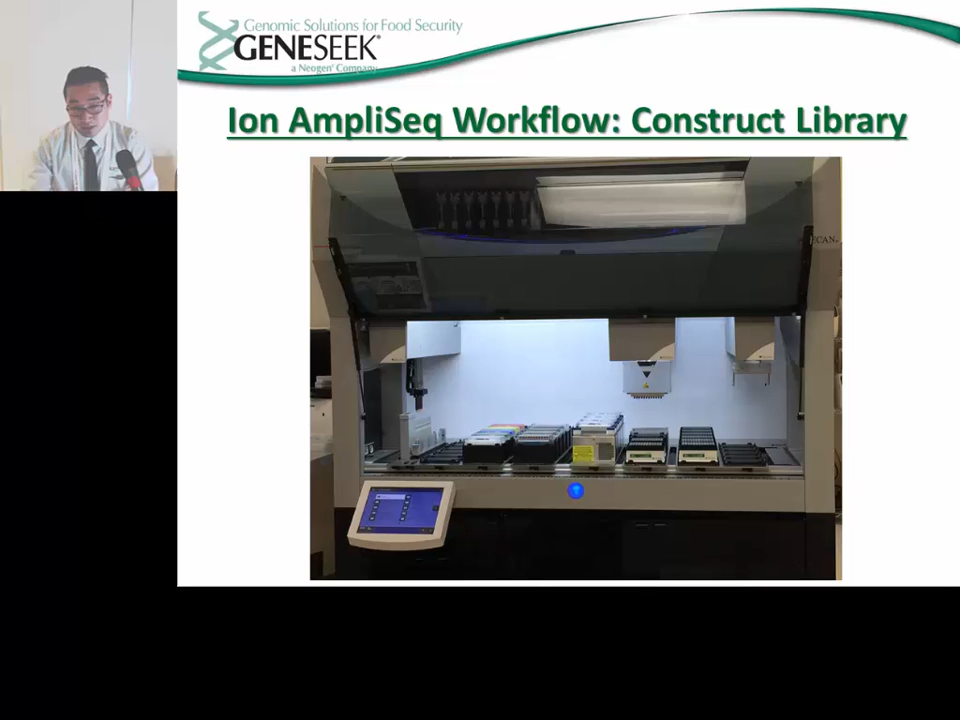 Genomic Solutions for Food Security
GENESEEK®
a Neogen® Company
Ion AmpliSeq Workflow: Construct Library